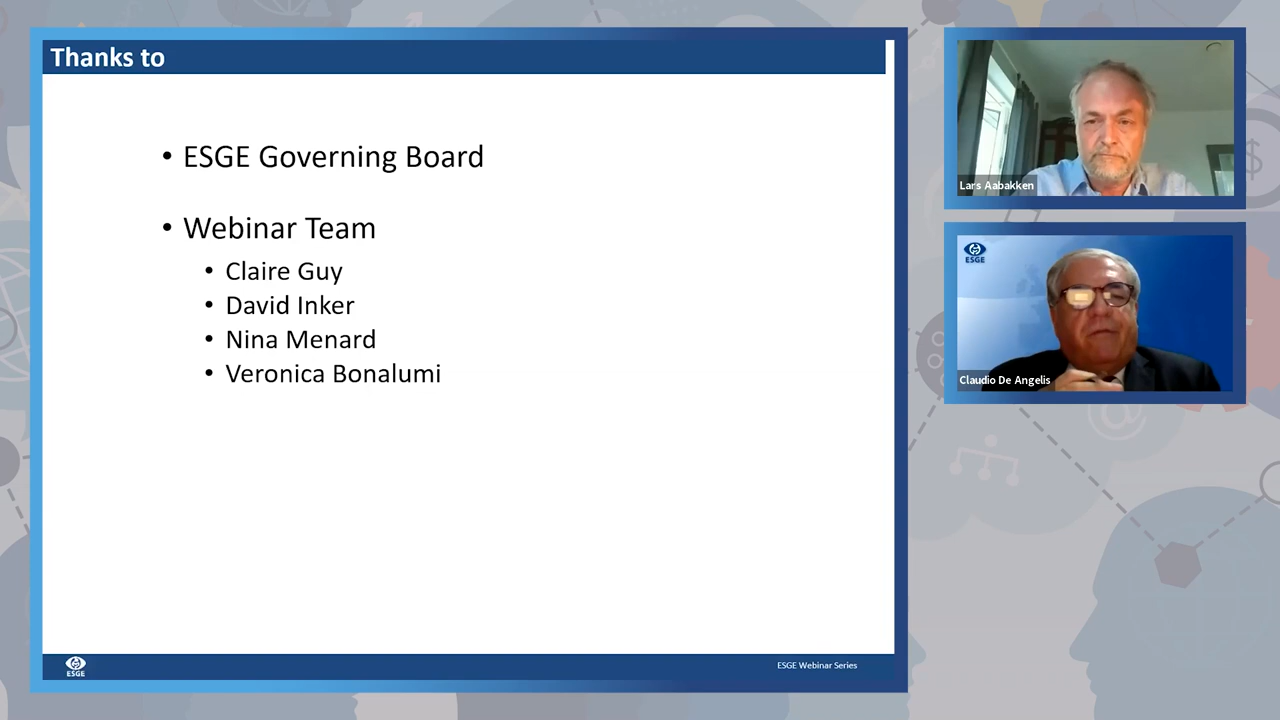 Thanks to
• ESGE Governing Board
• Webinar Team
• Claire Guy
• David Inker
• Nina Menard
• Veronica Bonalumi
ESGE
ESGE Webinar Series
Lars Aabakken
ESGE
Claudio De Angelis
$
@